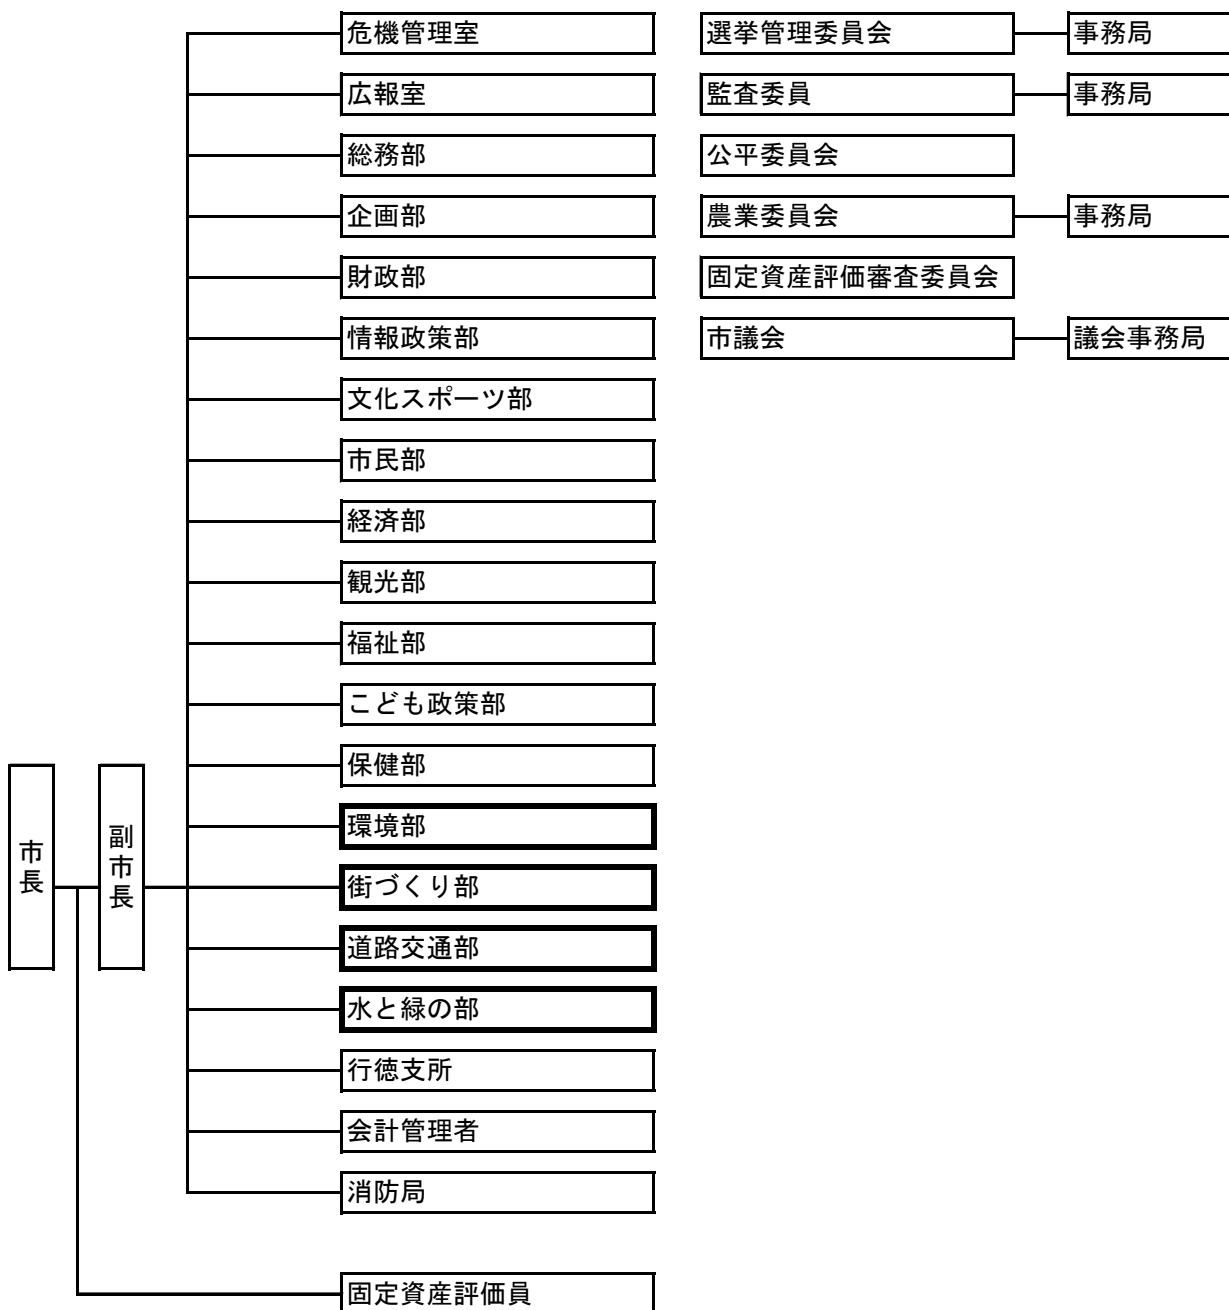 危機管理室
選挙管理委員会
事務局
広報室
監査委員
事務局
総務部
公平委員会
企画部
農業委員会
事務局
財政部
固定資産評価審査委員会
情報政策部
市議会
議会事務局
文化スポーツ部
市民部
経済部
観光部
福祉部
こども政策部
保健部
市長
副市長
環境部
街づくり部
道路交通部
水と緑の部
行徳支所
会計管理者
消防局
固定資産評価員